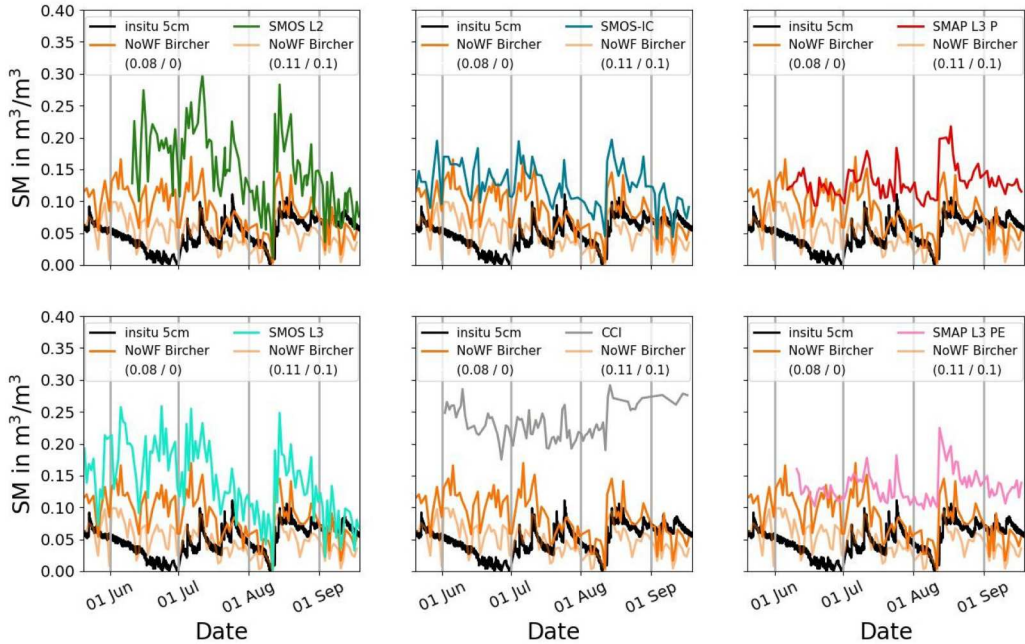 0.40
0.35
0.30
0.25
0.20
0.15
0.10
0.05
0.00
SM in m³/m³
insitu 5cm SMOS L2
NoWF Bircher NoWF Bircher
(0.08 / 0) (0.11 / 0.1)
insitu 5cm SMOS-IC
NoWF Bircher NoWF Bircher
(0.08 / 0) (0.11 / 0.1)
insitu 5cm SMAP L3 P
NoWF Bircher NoWF Bircher
(0.08 / 0) (0.11 / 0.1)
0.40
0.35
0.30
0.25
0.20
0.15
0.10
0.05
0.00
SM in m³/m³
insitu 5cm SMOS L3
NoWF Bircher NoWF Bircher
(0.08 / 0) (0.11 / 0.1)
01 Jun 01 Jul 01 Aug 01 Sep
Date
insitu 5cm CCI
NoWF Bircher NoWF Bircher
(0.08 / 0) (0.11 / 0.1)
01 Jun 01 Jul 01 Aug 01 Sep
Date
insitu 5cm SMAP L3 PE
NoWF Bircher NoWF Bircher
(0.08 / 0) (0.11 / 0.1)
01 Jun 01 Jul 01 Aug 01 Sep
Date